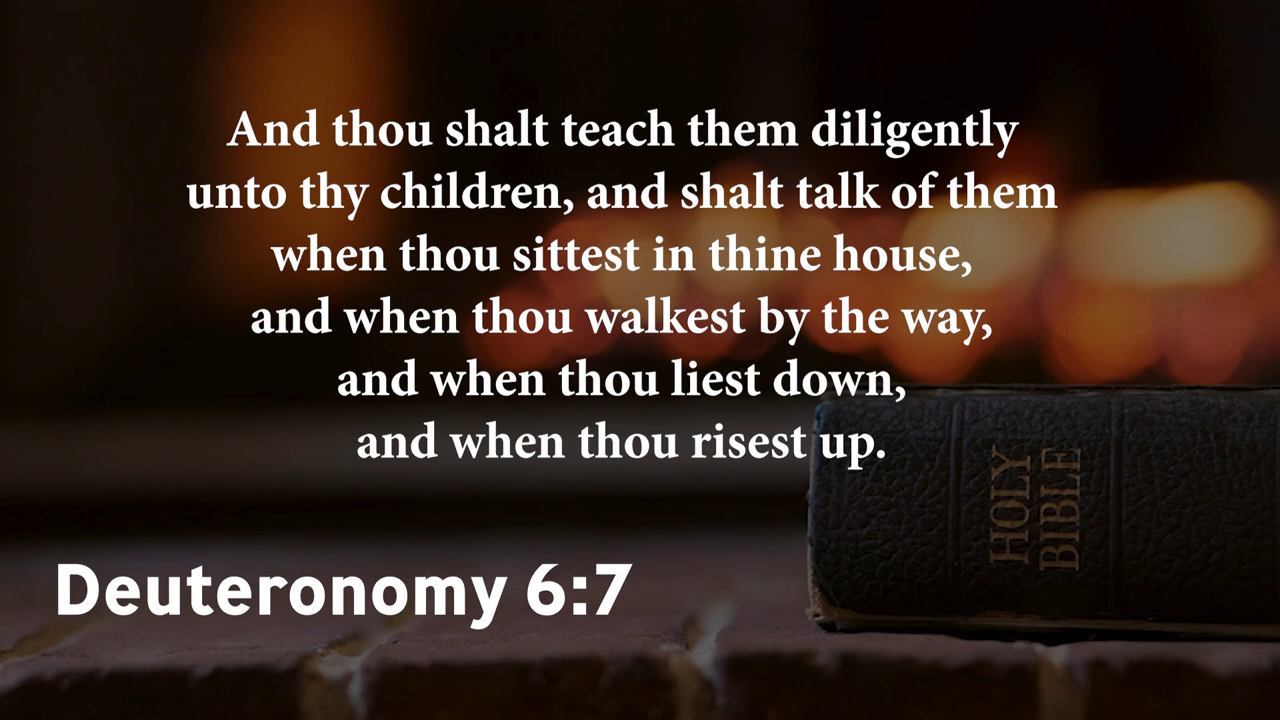 And thou shalt teach them diligently
unto thy children, and shalt talk of them
when thou sittest in thine house,
and when thou walkest by the way,
and when thou liest down,
and when thou risest up.
Deuteronomy 6:7
HOLY
BIBLE